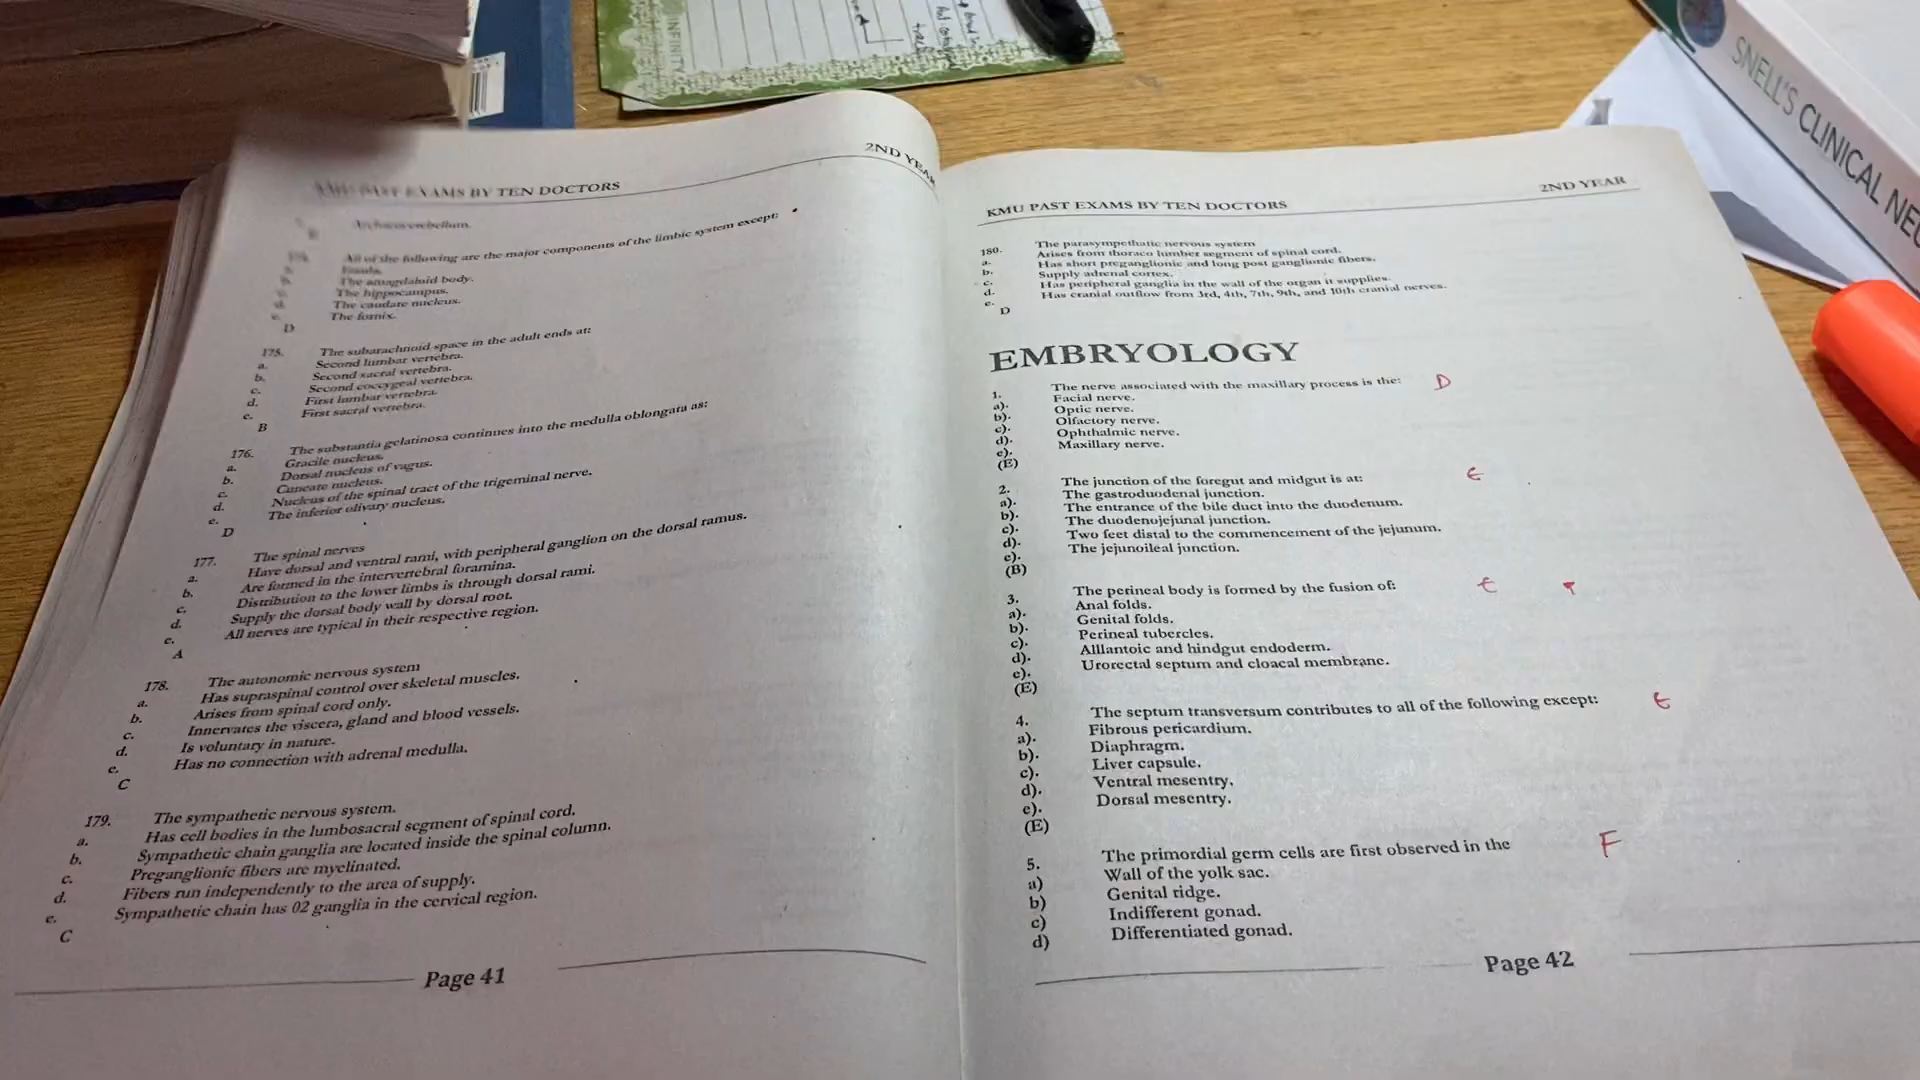 INFINITY
SNELL'S CLINICAL NEU
KMU PAST EXAMS BY TEN DOCTORS
2ND YEAR
Archaeocerebellum.
All of the following are the major components of the limbic system except:
The amagdaloid body.
The hippocampus.
d. The caudate nucleus.
e. The fornix.
D
175. The subarachnoid space in the adult ends at:
a. Second lumbar vertebra.
b. Second sacral vertebra.
c. Second coccygeal vertebra.
d. First lumbar vertebra.
e. First sacral vertebra.
B
176. The substantia gelatinosa continues into the medulla oblongata as:
a. Gracile nucleus.
b. Dorsal nucleus of vagus.
c. Cuneate nucleus.
d. Nucleus of the spinal tract of the trigeminal nerve.
e. The inferior olivary nucleus.
D
177. The spinal nerves
a. Have dorsal and ventral rami, with peripheral ganglion on the dorsal ramus.
b. Are formed in the intervertebral foramina.
c. Distribution to the lower limbs is through dorsal rami.
d. Supply the dorsal body wall by dorsal root.
e. All nerves are typical in their respective region.
A
178. The autonomic nervous system
a. Has supraspinal control over skeletal muscles.
b. Arises from spinal cord only.
c. Innervates the viscera, gland and blood vessels.
d. Is voluntary in nature.
e. Has no connection with adrenal medulla.
C
179. The sympathetic nervous system.
a. Has cell bodies in the lumbosacral segment of spinal cord.
b. Sympathetic chain ganglia are located inside the spinal column.
c. Preganglionic fibers are myelinated.
d. Fibers run independently to the area of supply.
e. Sympathetic chain has 02 ganglia in the cervical region.
C
Page 41
KMU PAST EXAMS BY TEN DOCTORS
2ND YEAR
180. The parasympethatic nervous system
a. Arises from thoraco lumber segment of spinal cord.
b. Has short preganglionic and long post ganglionic fibers.
c. Supply adrenal cortex.
d. Has peripheral ganglia in the wall of the organ it supplies.
e. Has cranial outflow from 3rd, 4th, 7th, 9th, and 10th cranial nerves.
D
EMBRYOLOGY
1. The nerve associated with the maxillary process is the: D
a). Facial nerve.
b). Optic nerve.
c). Olfactory nerve.
d). Ophthalmic nerve.
e). Maxillary nerve.
(E)
2. The junction of the foregut and midgut is at: E
a). The gastroduodenal junction.
b). The entrance of the bile duct into the duodenum.
c). The duodenojejunal junction.
d). Two feet distal to the commencement of the jejunum.
e). The jejunoileal junction.
(B)
3. The perineal body is formed by the fusion of: E
a). Anal folds.
b). Genital folds.
c). Perineal tubercles.
d). Alllantoic and hindgut endoderm.
e). Urorectal septum and cloacal membrane.
(E)
4. The septum transversum contributes to all of the following except: E
a). Fibrous pericardium.
b). Diaphragm.
c). Liver capsule.
d). Ventral mesentry.
e). Dorsal mesentry.
(E)
5. The primordial germ cells are first observed in the F
a) Wall of the yolk sac.
b) Genital ridge.
c) Indifferent gonad.
d) Differentiated gonad.
Page 42